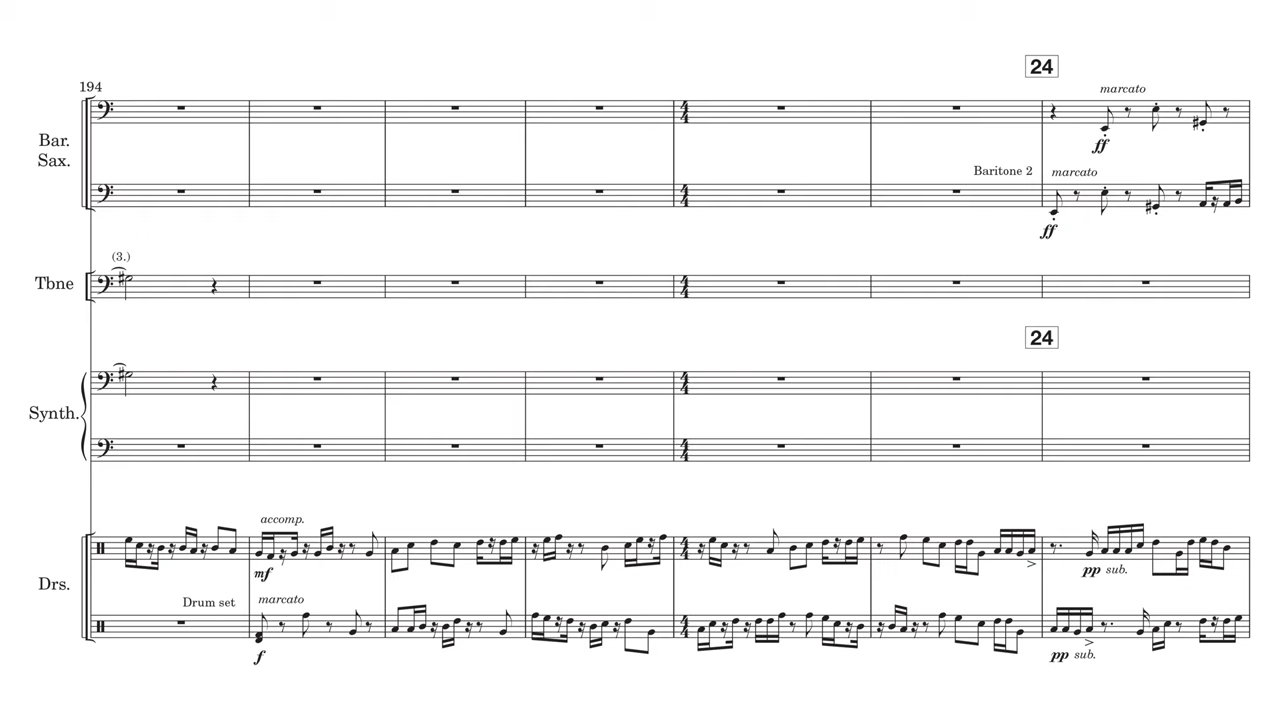 24
194
marcato
Bar.
Sax.
ff
Baritone 2
marcato
ff
(3.)
Tbne
24
Synth.
accomp.
mf
pp sub.
Drs.
Drum set
marcato
f
pp sub.